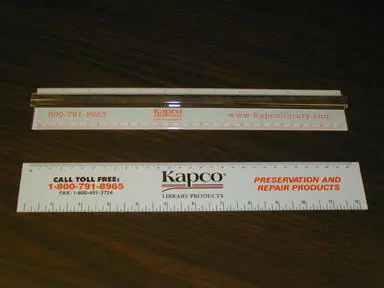 800-791-8965
Kapco
www.kapcolibrary.com
CALL TOLL FREE:
1-800-791-8965
FAX: 1-800-451-3724
Kapco®
LIBRARY PRODUCTS
PRESERVATION AND
REPAIR PRODUCTS